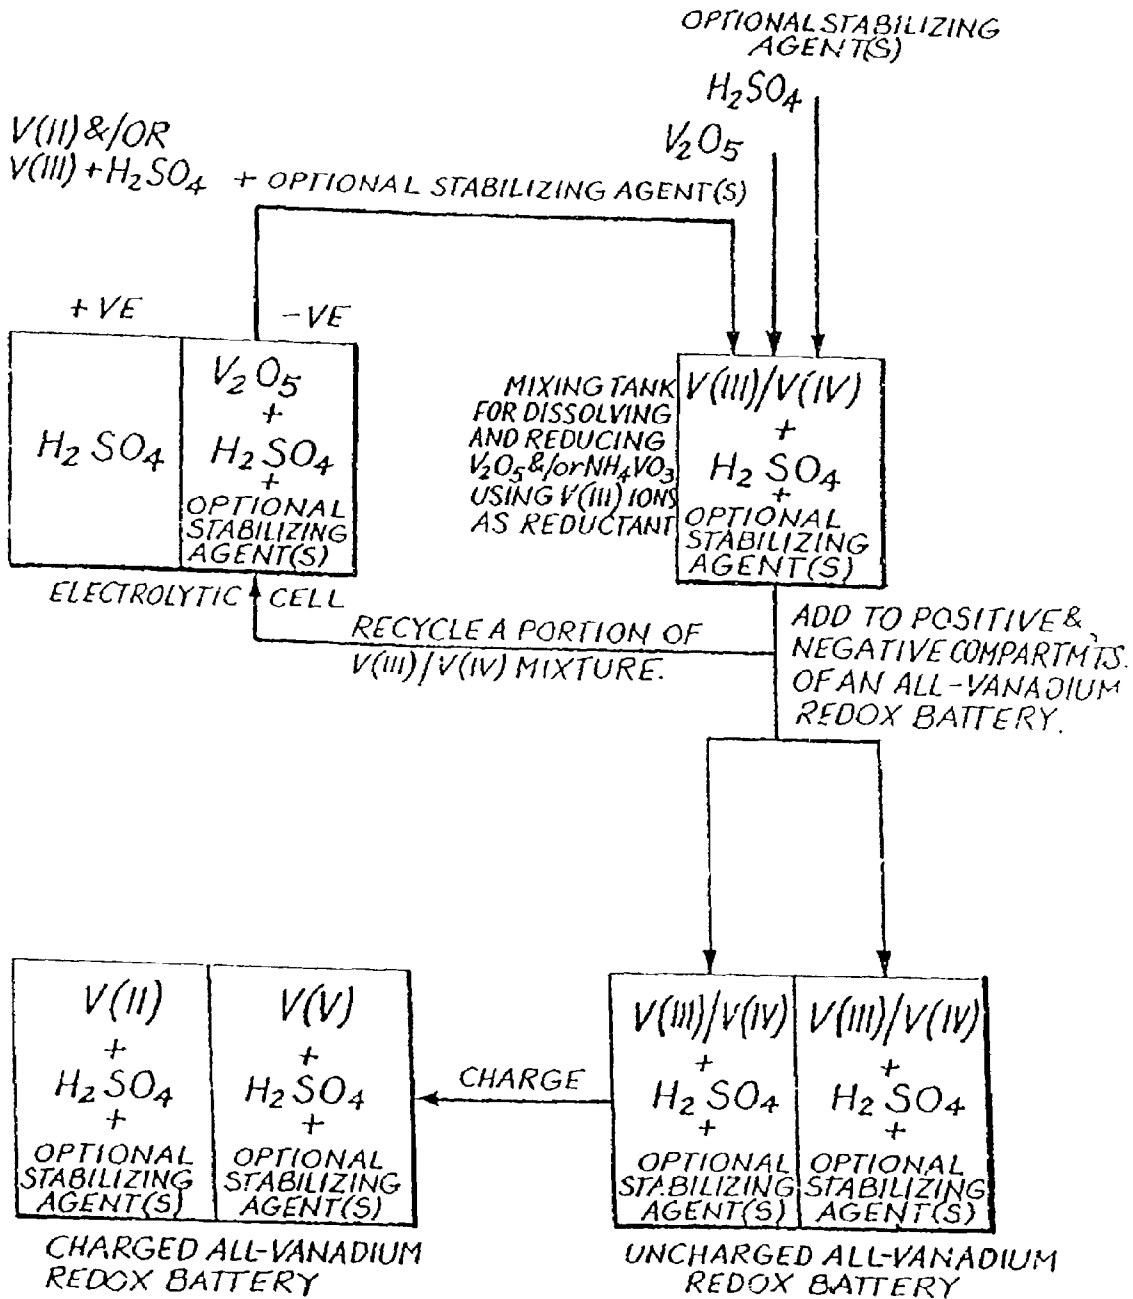 OPTIONAL STABILIZING
AGENT(S)
H₂SO₄
V₂O₅
V(II) &/OR
V(III) + H₂SO₄ + OPTIONAL STABILIZING AGENT(S)
+ VE
-VE
H₂SO₄
V₂O₅
+
H₂SO₄
+
OPTIONAL
STABILIZING
AGENT(S)
ELECTROLYTIC CELL
MIXING TANK
FOR DISSOLVING
AND REDUCING
V₂O₅ &/or NH₄VO₃
USING V(III) IONS
AS REDUCTANT
V(III)/V(IV)
+
H₂SO₄
+
OPTIONAL
STABILIZING
AGENT(S)
RECYCLE A PORTION OF
V(III)/V(IV) MIXTURE.
ADD TO POSITIVE &
NEGATIVE COMPARTM'TS.
OF AN ALL-VANADIUM
REDOX BATTERY.
V(II)
+
H₂SO₄
+
OPTIONAL
STABILIZING
AGENT(S)
V(V)
+
H₂SO₄
+
OPTIONAL
STABILIZING
AGENT(S)
CHARGED ALL-VANADIUM
REDOX BATTERY
CHARGE
V(III)/V(IV)
+
H₂SO₄
+
OPTIONAL
STABILIZING
AGENT(S)
V(III)/V(IV)
+
H₂SO₄
+
OPTIONAL
STABILIZING
AGENT(S)
UNCHARGED ALL-VANADIUM
REDOX BATTERY